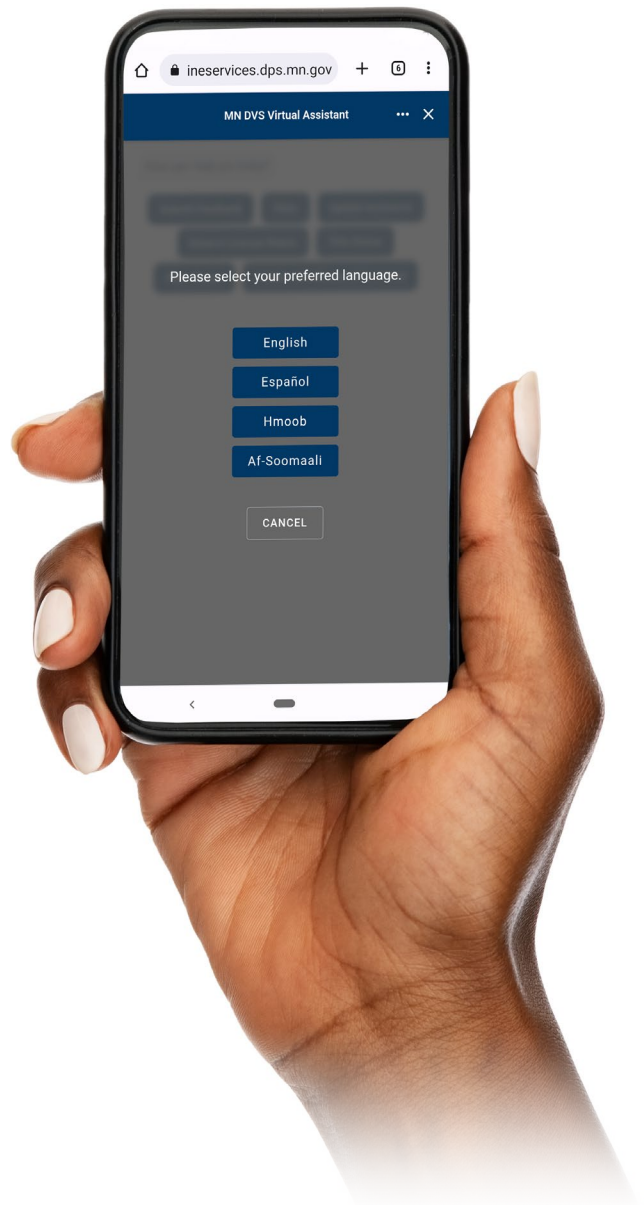 ineservices.dps.mn.gov
6
MN DVS Virtual Assistant
Please select your preferred language.
English
Español
Hmoob
Af-Soomaali
CANCEL